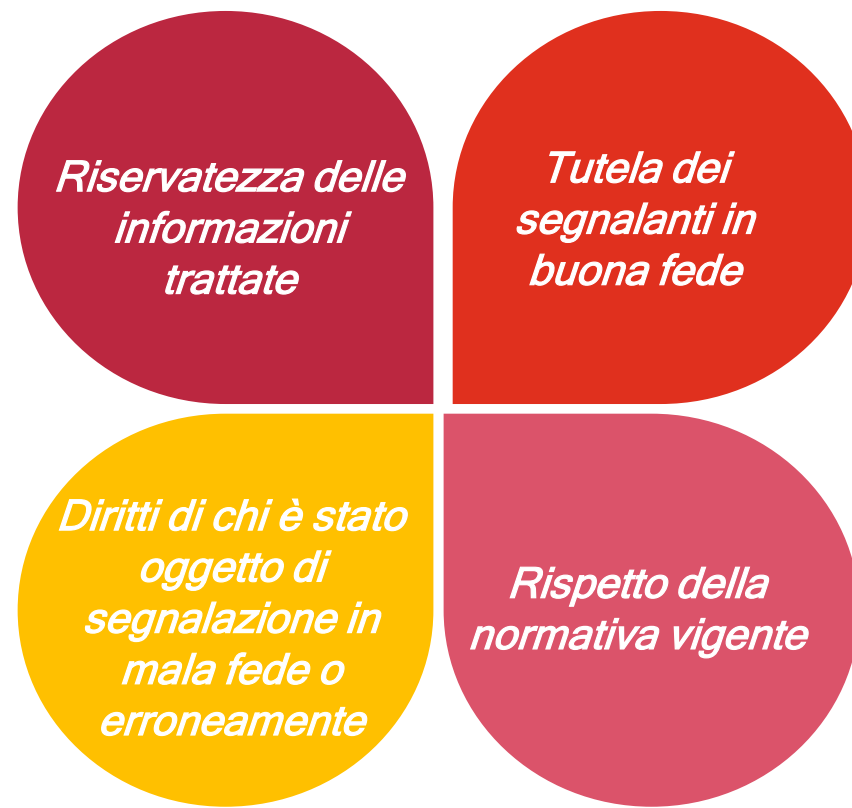 Riservatezza delle
informazioni
trattate
Tutela dei
segnalanti in
buona fede
Diritti di chi è stato
oggetto di
segnalazione in
mala fede o
erroneamente
Rispetto della
normativa vigente